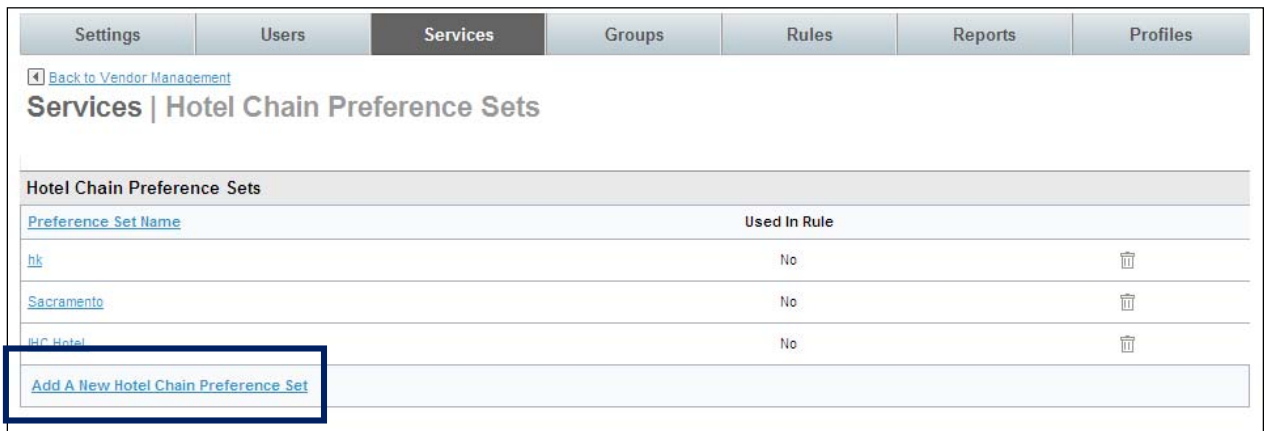 Settings Users Services Groups Rules Reports Profiles
Back to Vendor Management
Services | Hotel Chain Preference Sets
Hotel Chain Preference Sets
Preference Set Name Used In Rule
hk No
Sacramento No
IHC Hotel No
Add A New Hotel Chain Preference Set